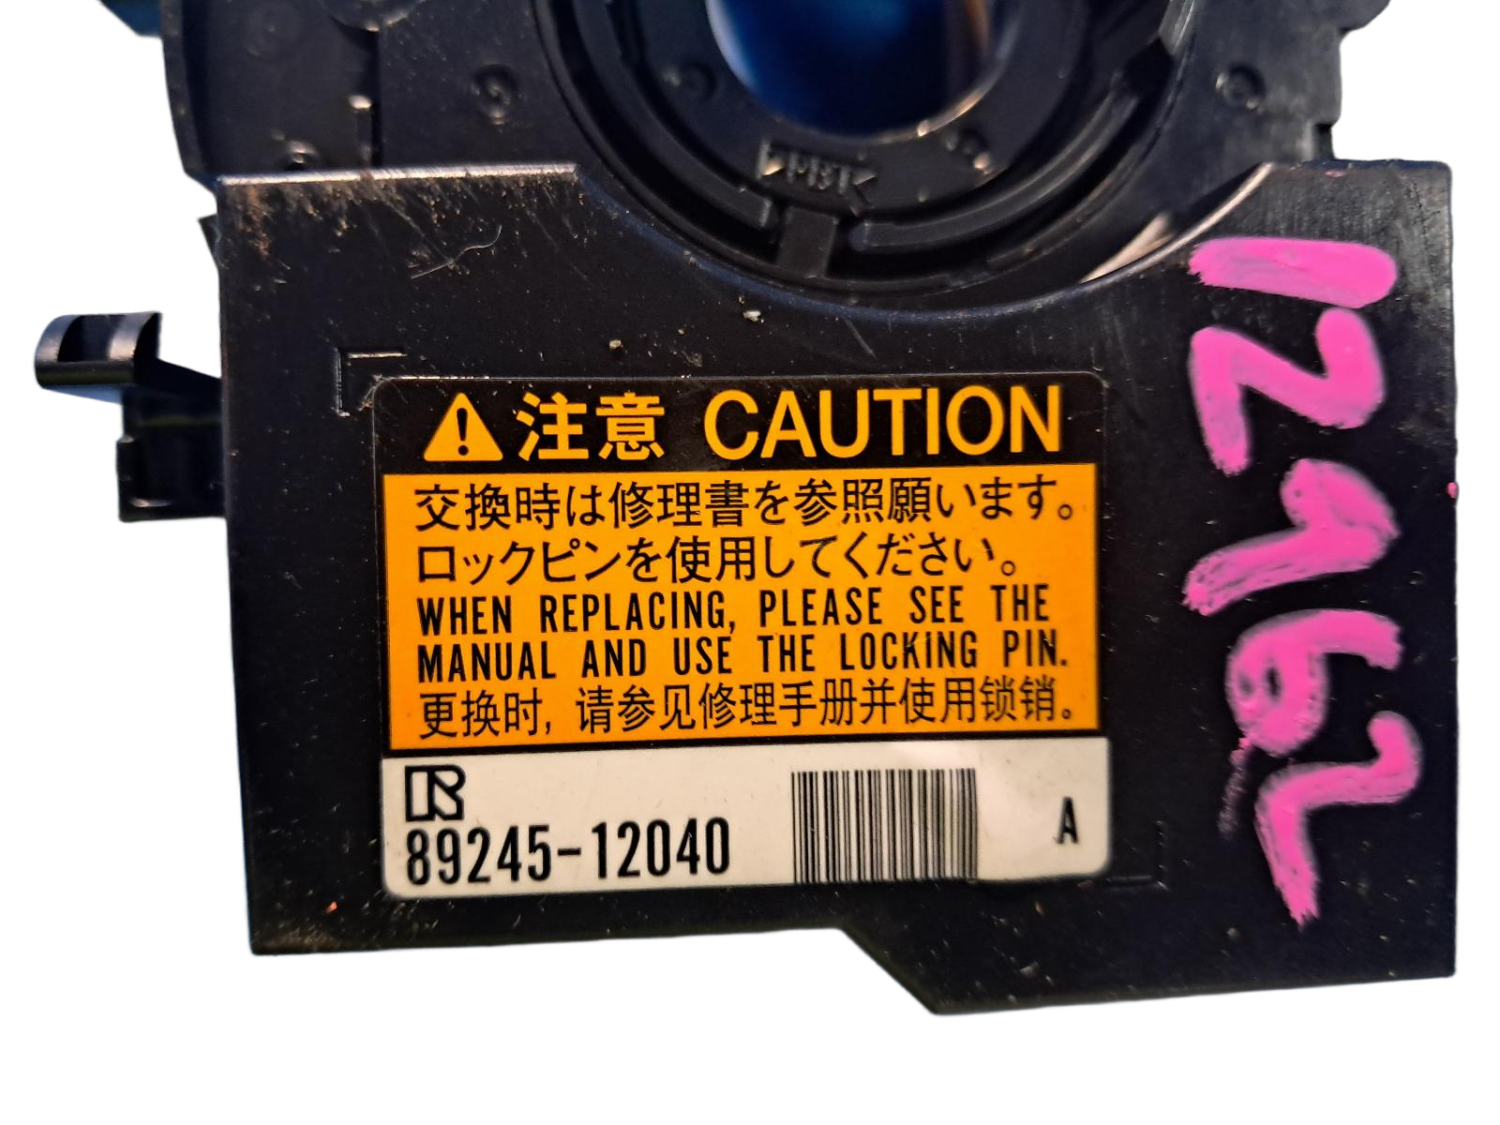 >PBT<
⚠注意 CAUTION
交換時は修理書を参照願います。
ロックピンを使用してください。
WHEN REPLACING, PLEASE SEE THE
MANUAL AND USE THE LOCKING PIN.
更换时, 请参见修理手册并使用锁销。
R
89245-12040
A
12962